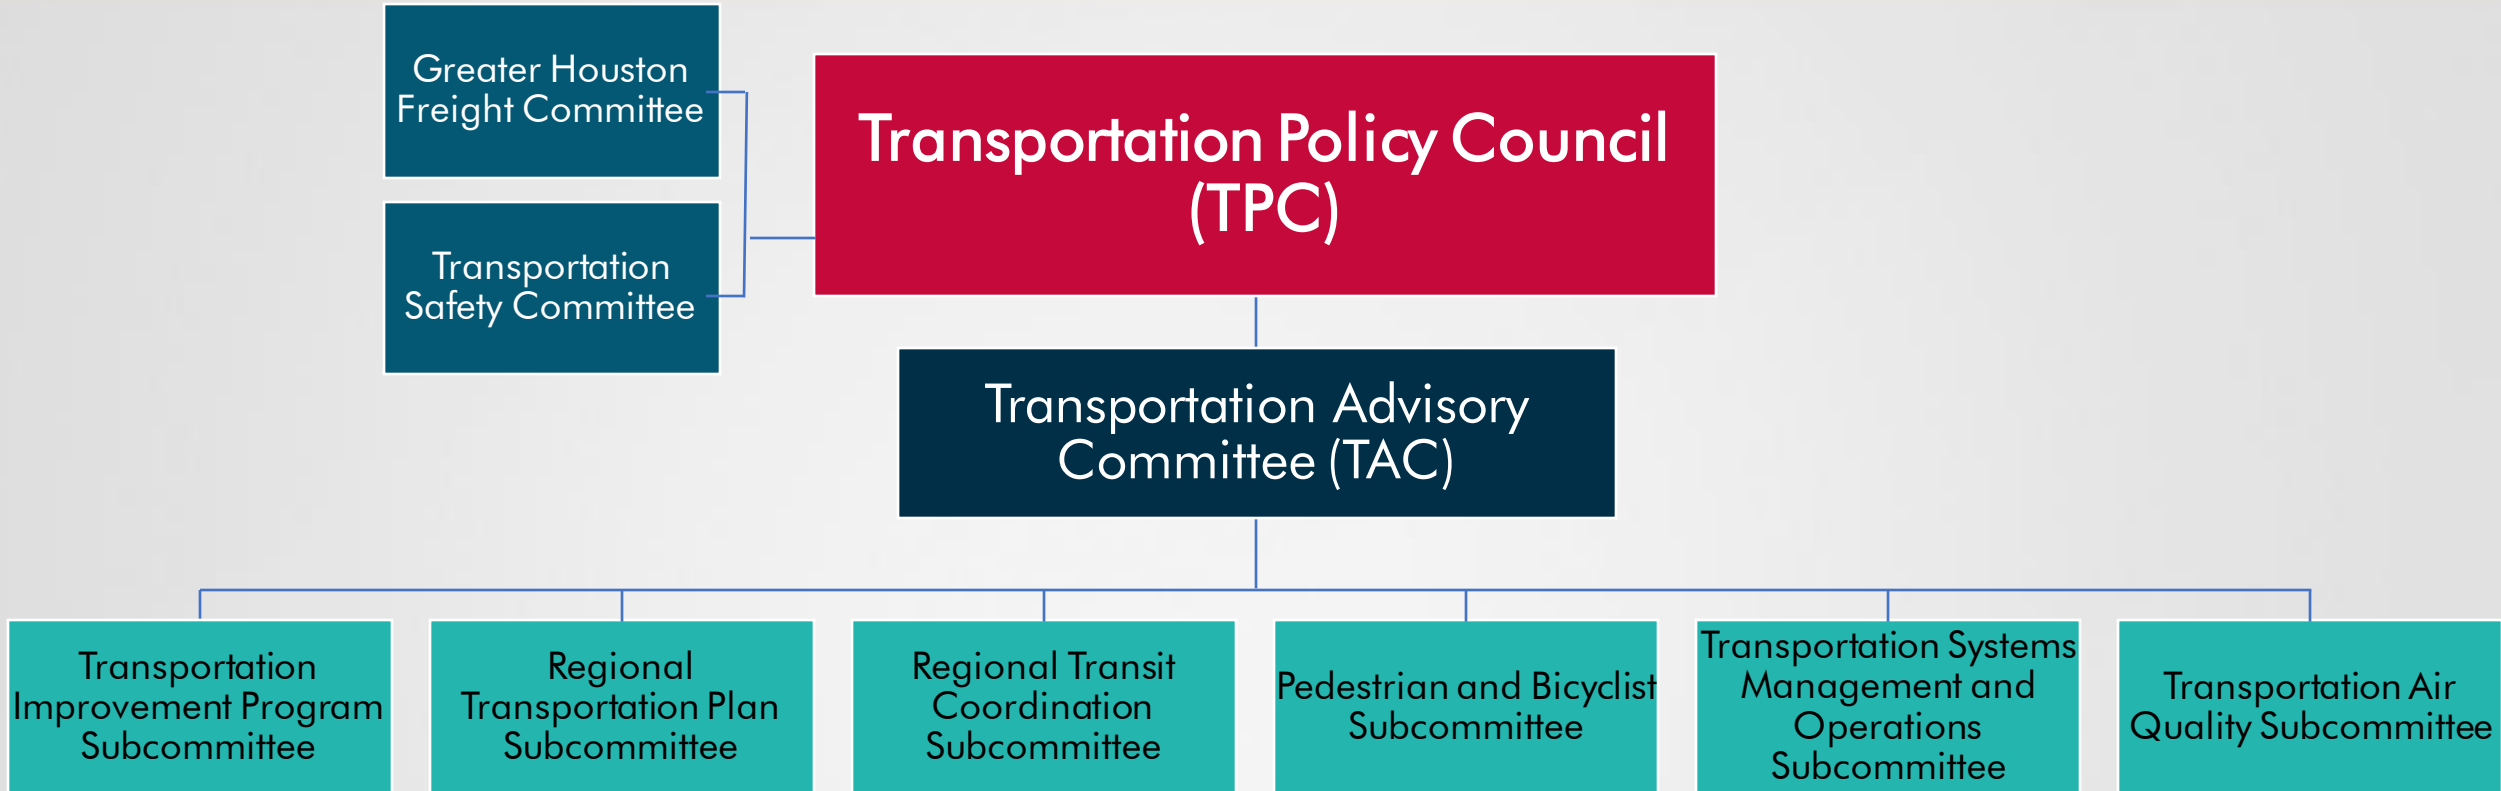 Greater Houston
Freight Committee
Transportation Policy Council
(TPC)
Transportation
Safety Committee
Transportation Advisory
Committee (TAC)
Transportation
Improvement Program
Subcommittee
Regional
Transportation Plan
Subcommittee
Regional Transit
Coordination
Subcommittee
Pedestrian and Bicyclist
Subcommittee
Transportation Systems
Management and
Operations
Subcommittee
Transportation Air
Quality Subcommittee